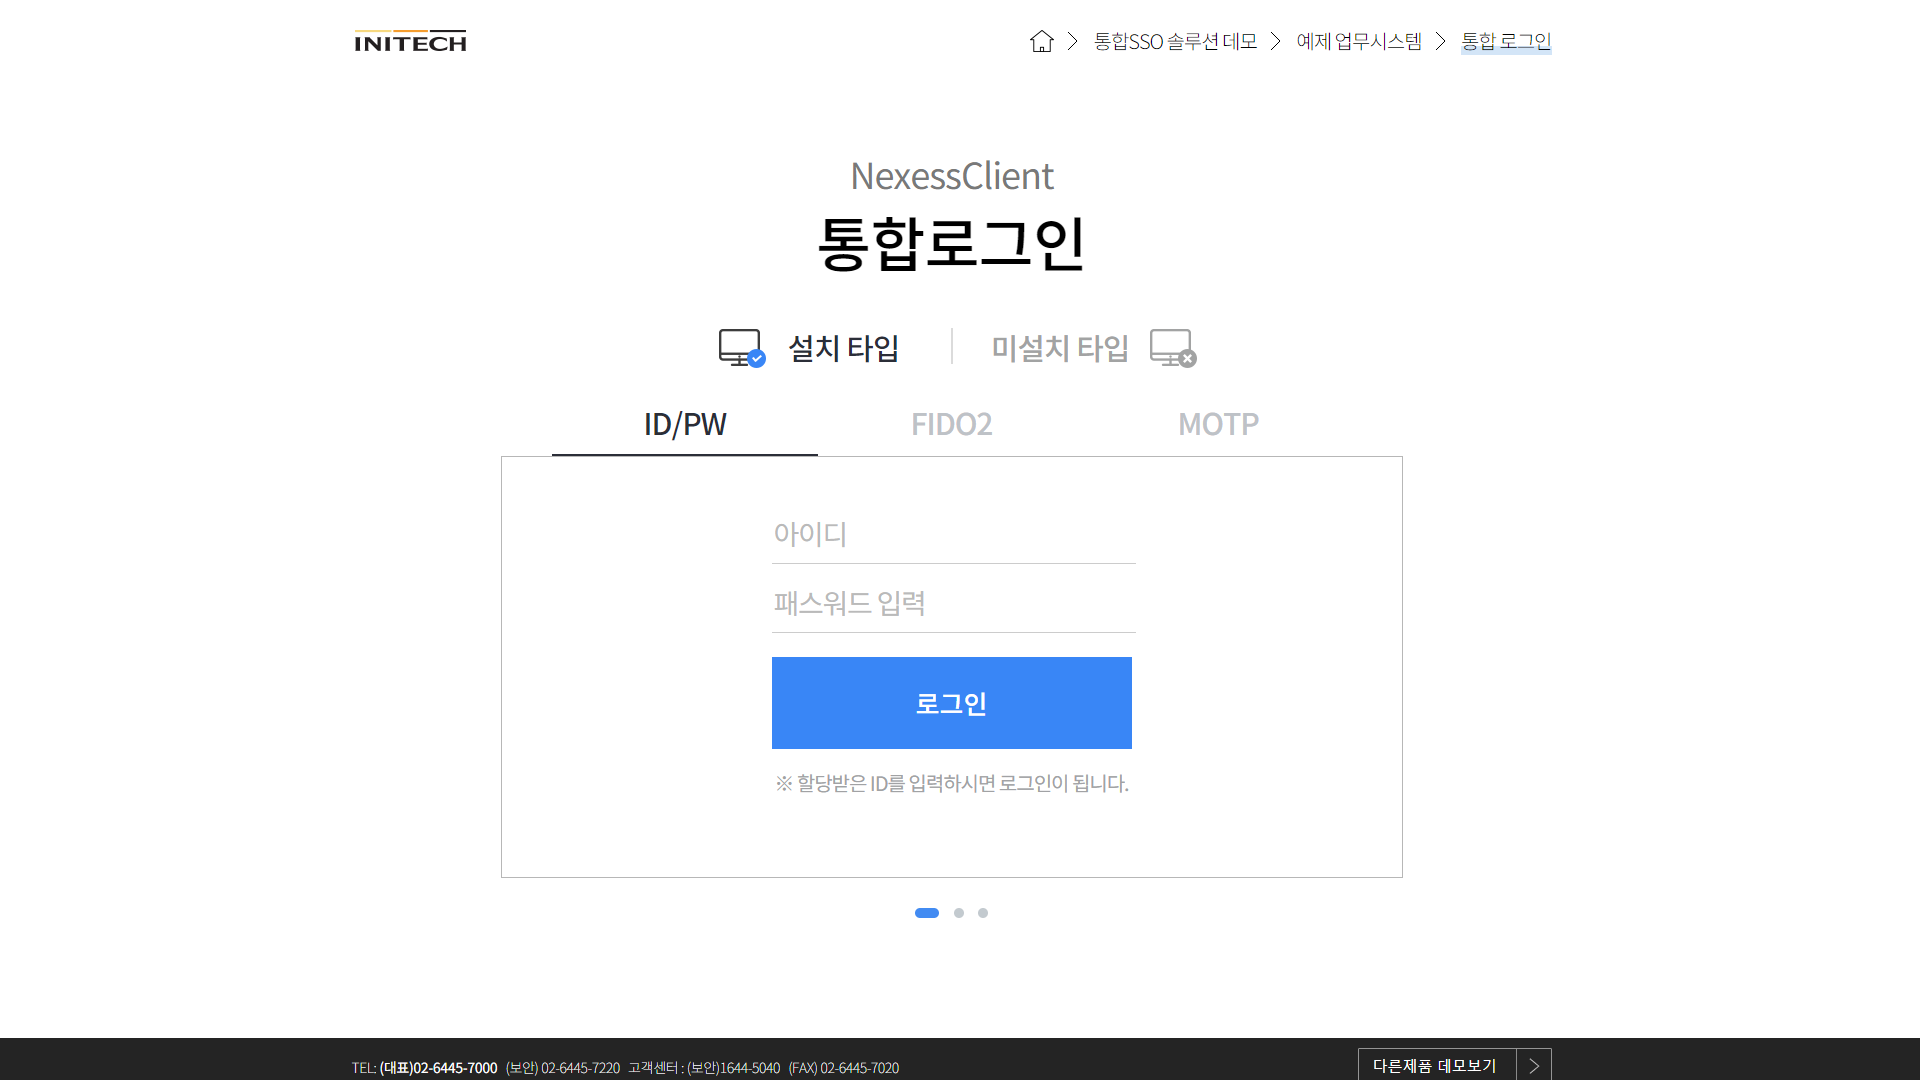 INITECH
통합SSO 솔루션 데모 예제 업무시스템 통합 로그인
NexessClient
통합로그인
설치 타입 미설치 타입
ID/PW FIDO2 MOTP
아이디
패스워드 입력
로그인
※ 할당받은 ID를 입력하시면 로그인이 됩니다.
TEL: (대표)02-6445-7000 (보안) 02-6445-7220 고객센터 : (보안)1644-5040 (FAX) 02-6445-7020
다른제품 데모보기